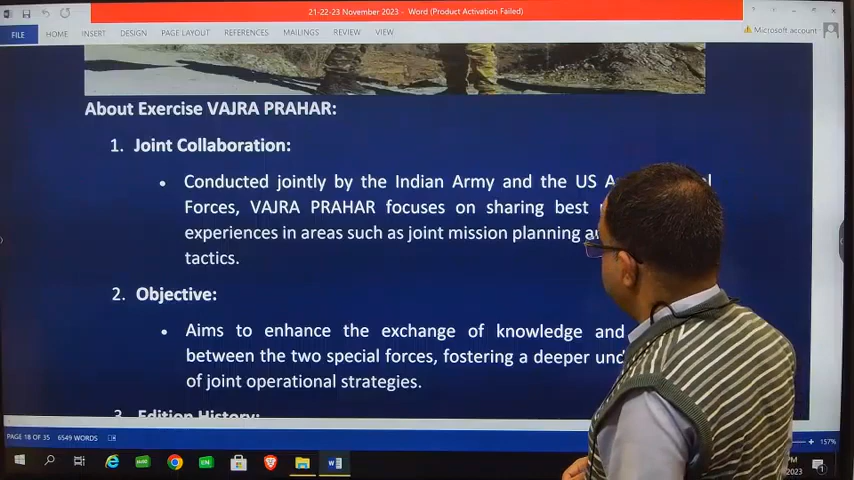 21-22-23 November 2023 - Word (Product Activation Failed)
FILE HOME INSERT DESIGN PAGE LAYOUT REFERENCES MAILINGS REVIEW VIEW
Microsoft account
About Exercise VAJRA PRAHAR:
1. Joint Collaboration:
• Conducted jointly by the Indian Army and the US
Forces, VAJRA PRAHAR focuses on sharing best
experiences in areas such as joint mission planning
tactics.
2. Objective:
• Aims to enhance the exchange of knowledge and
between the two special forces, fostering a deeper
of joint operational strategies.
3. Edition History:
PAGE 18 OF 35 6549 WORDS
157%
EN
PM
2023